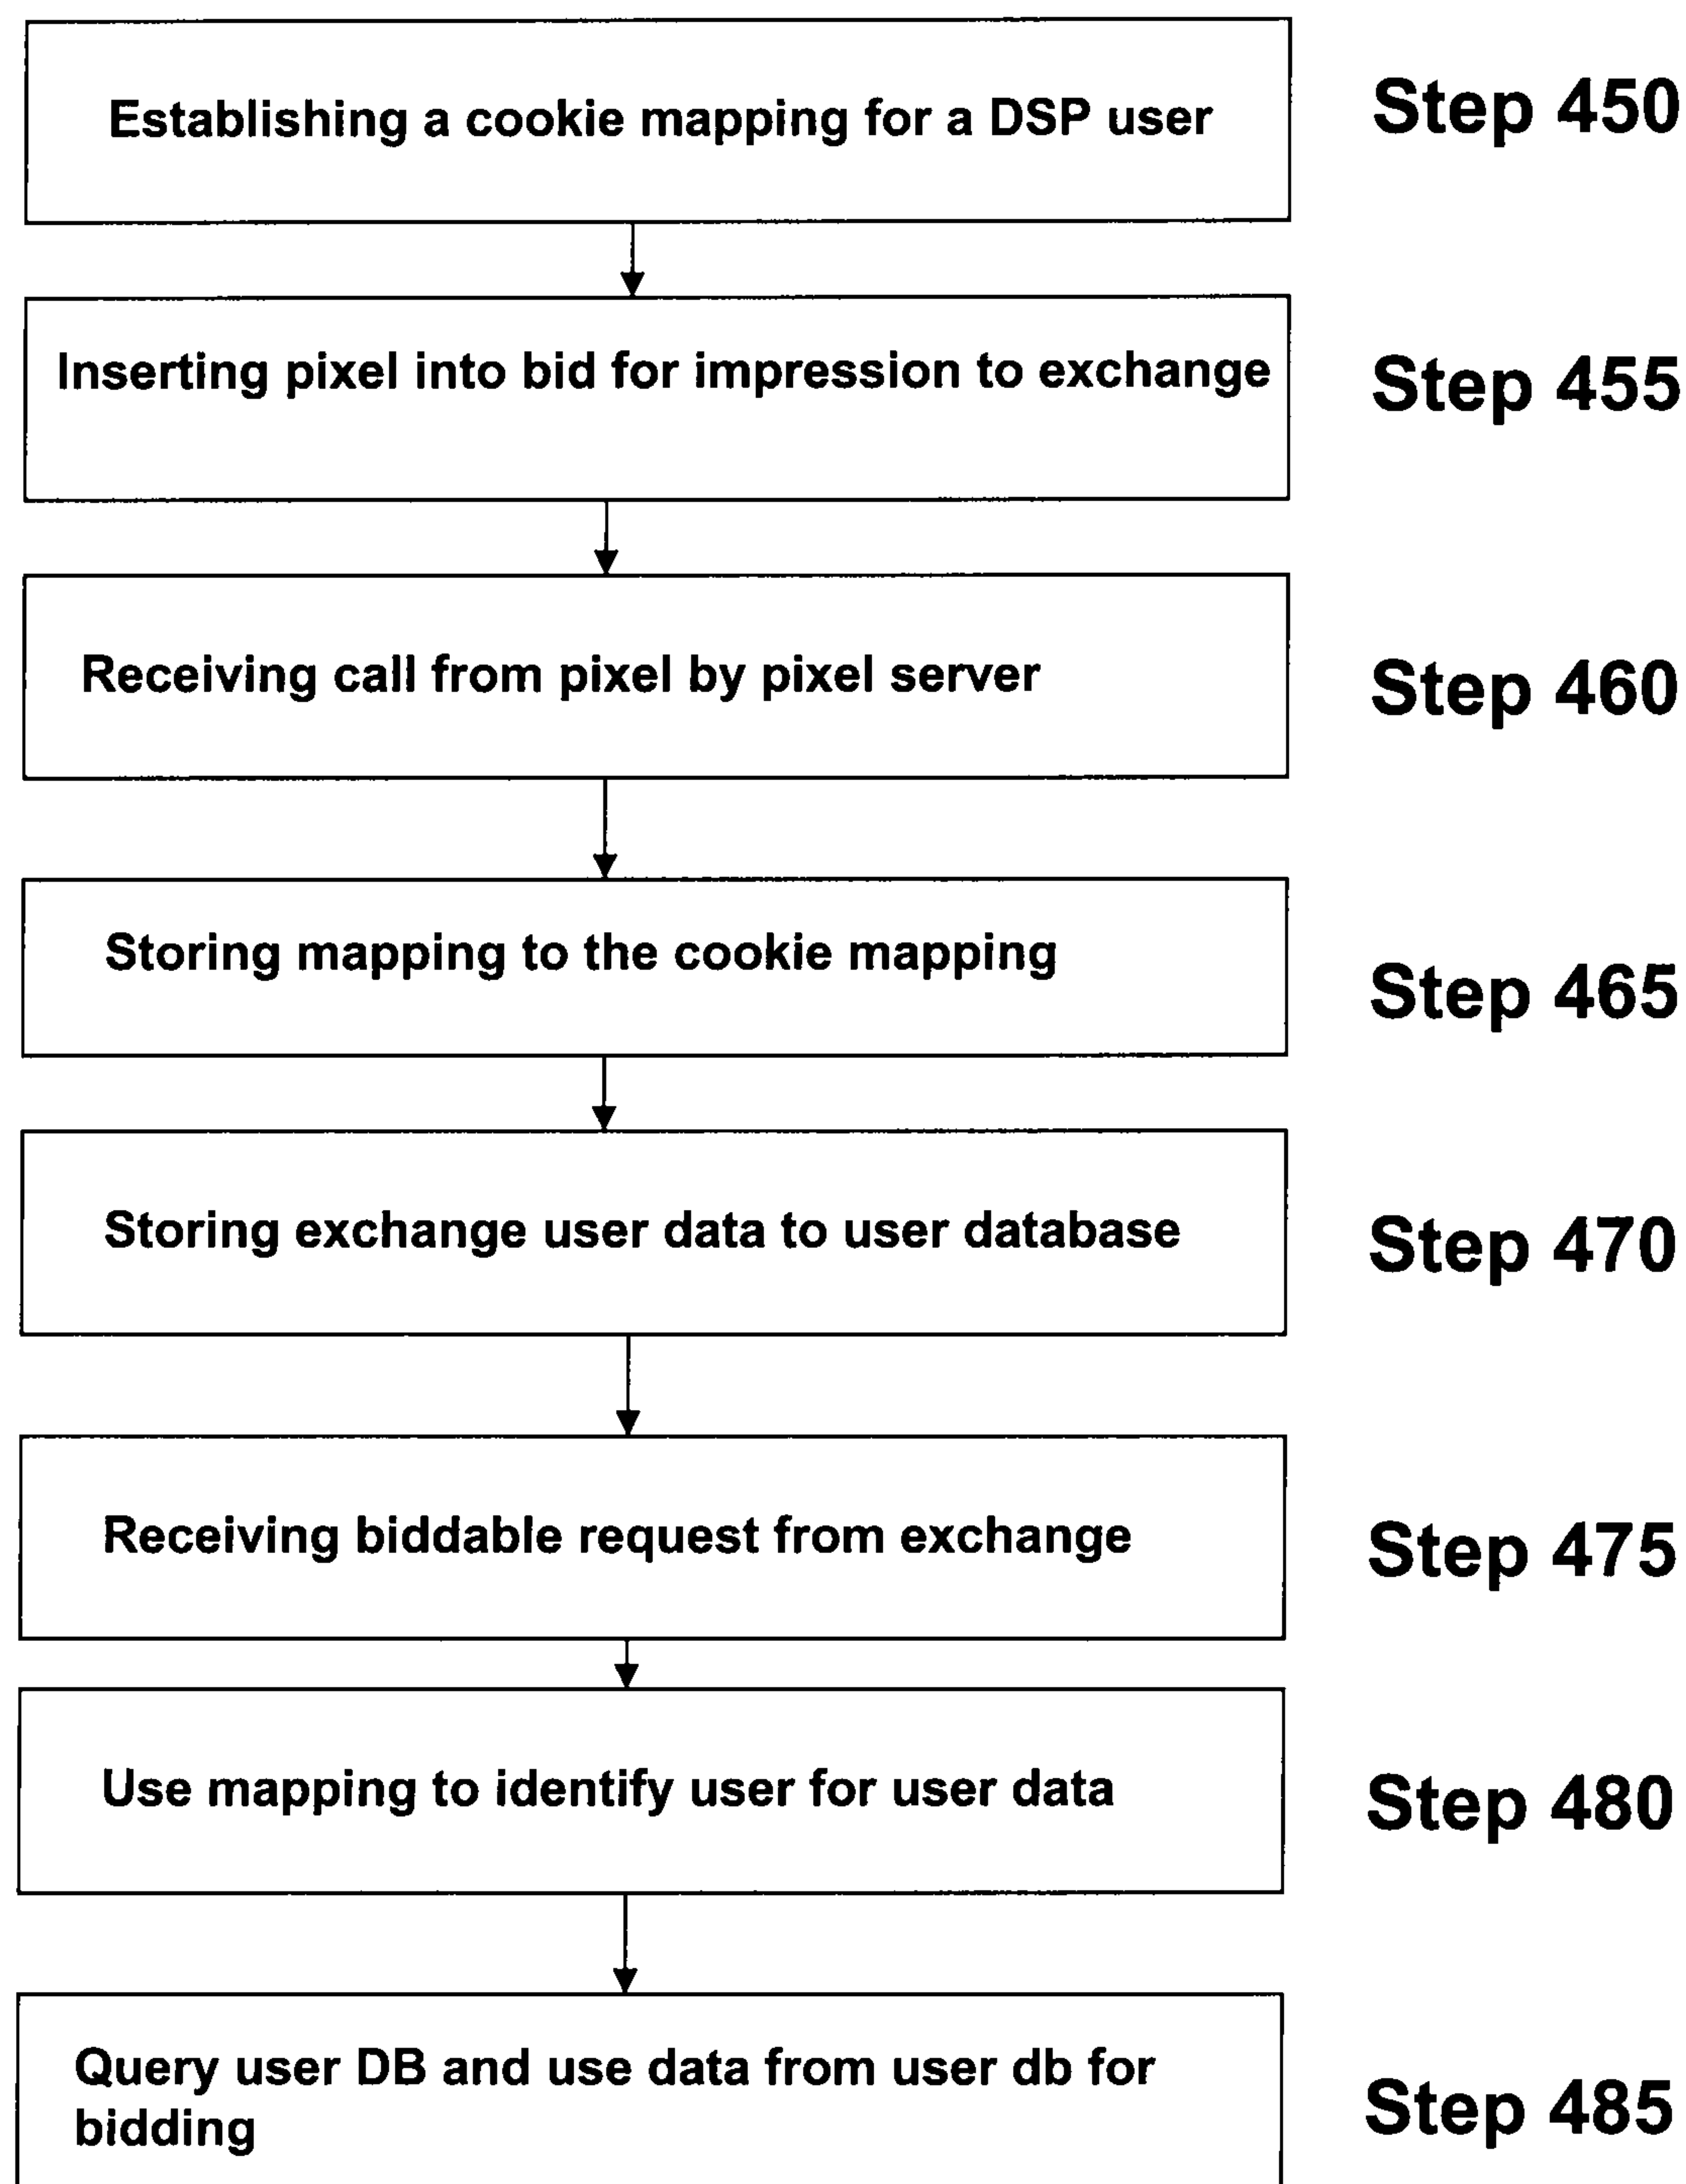 Establishing a cookie mapping for a DSP user
Step 450
Inserting pixel into bid for impression to exchange
Step 455
Receiving call from pixel by pixel server
Step 460
Storing mapping to the cookie mapping
Step 465
Storing exchange user data to user database
Step 470
Receiving biddable request from exchange
Step 475
Use mapping to identify user for user data
Step 480
Query user DB and use data from user db for
bidding
Step 485